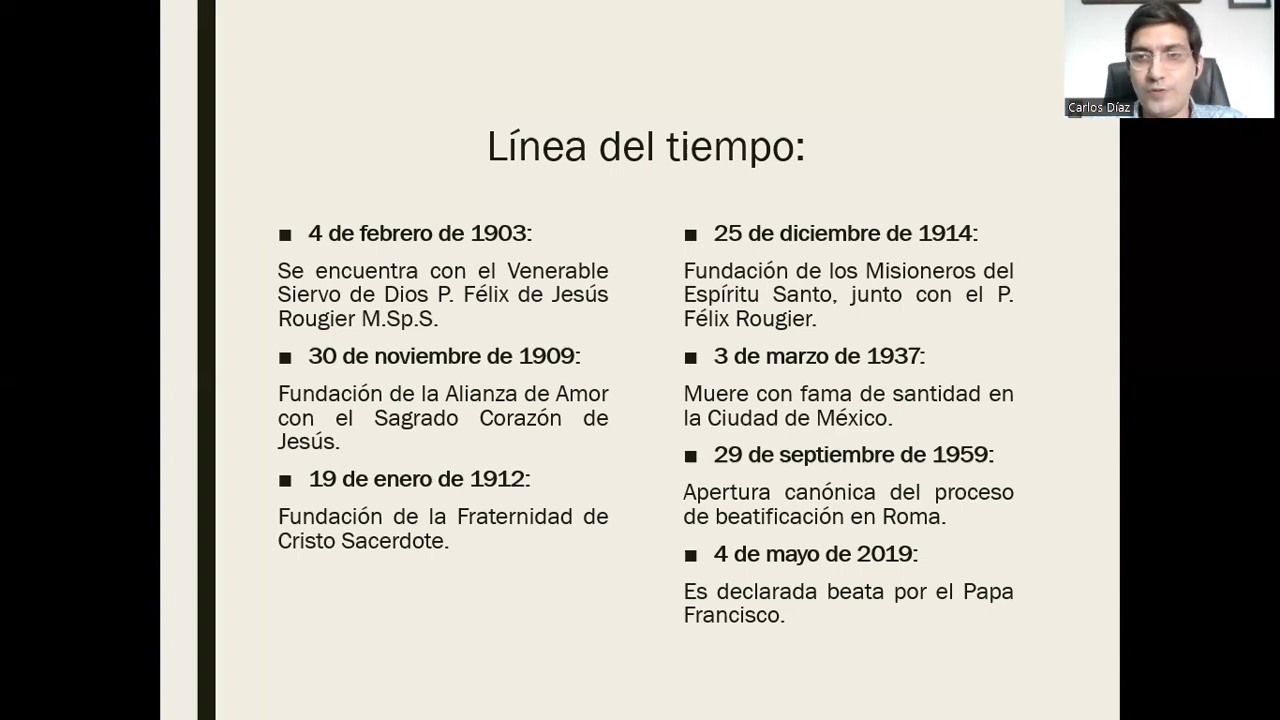 Línea del tiempo:
■ 4 de febrero de 1903:
Se encuentra con el Venerable
Siervo de Dios P. Félix de Jesús
Rougier M.Sp.S.
■ 30 de noviembre de 1909:
Fundación de la Alianza de Amor
con el Sagrado Corazón de
Jesús.
■ 19 de enero de 1912:
Fundación de la Fraternidad de
Cristo Sacerdote.
■ 25 de diciembre de 1914:
Fundación de los Misioneros del
Espíritu Santo, junto con el P.
Félix Rougier.
■ 3 de marzo de 1937:
Muere con fama de santidad en
la Ciudad de México.
■ 29 de septiembre de 1959:
Apertura canónica del proceso
de beatificación en Roma.
■ 4 de mayo de 2019:
Es declarada beata por el Papa
Francisco.
Carlos Díaz